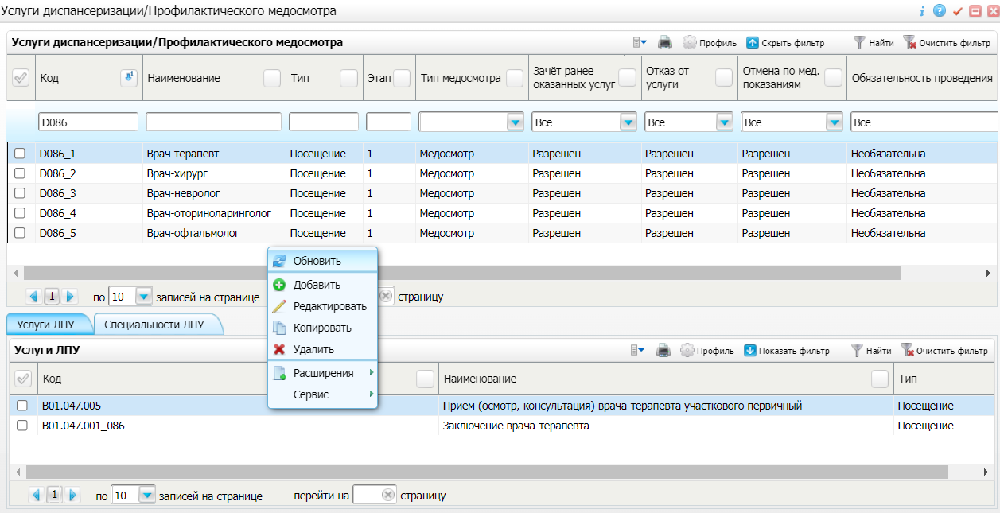 Услуги диспансеризации/Профилактического медосмотра
Услуги диспансеризации/Профилактического медосмотра Профиль Скрыть фильтр Найти Очистить фильтр
Код Наименование Тип Этап Тип медосмотра Зачёт ранее оказанных услуг Отказ от услуги Отмена по мед. показаниям Обязательность проведения
D086 Все Все Все Все
D086_1 Врач-терапевт Посещение 1 Медосмотр Разрешен Разрешен Разрешен Необязательна
D086_2 Врач-хирург Посещение 1 Медосмотр Разрешен Разрешен Разрешен Необязательна
D086_3 Врач-невролог Посещение 1 Медосмотр Разрешен Разрешен Разрешен Необязательна
D086_4 Врач-оториноларинголог Посещение 1 Медосмотр Разрешен Разрешен Разрешен Необязательна
D086_5 Врач-офтальмолог Посещение 1 Медосмотр Разрешен Разрешен Разрешен Необязательна
1 по 10 записей на странице страницу
Обновить
Добавить
Редактировать
Копировать
Удалить
Расширения
Сервис
Услуги ЛПУ Специальности ЛПУ
Услуги ЛПУ Профиль Показать фильтр Найти Очистить фильтр
Код Наименование Тип
B01.047.005 Прием (осмотр, консультация) врача-терапевта участкового первичный Посещение
B01.047.001_086 Заключение врача-терапевта Посещение
1 по 10 записей на странице перейти на страницу